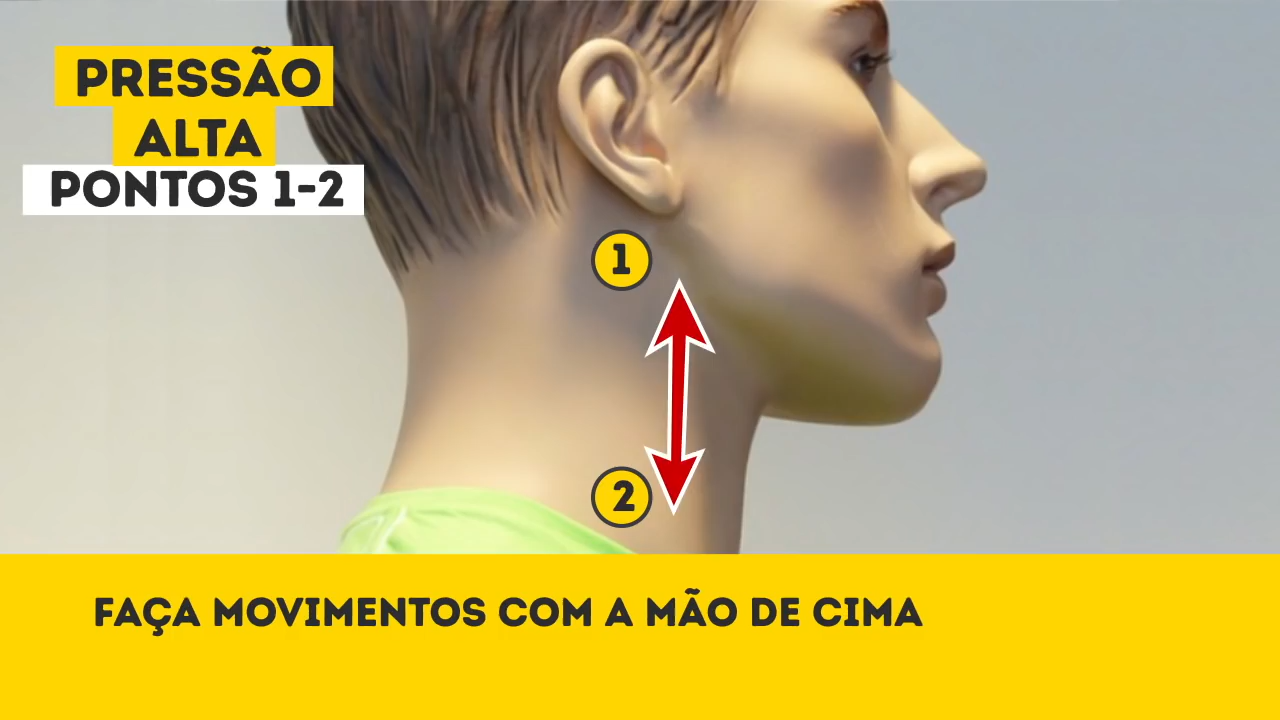 PRESSÃO
ALTA
PONTOS 1-2
1
2
FAÇA MOVIMENTOS COM A MÃO DE CIMA